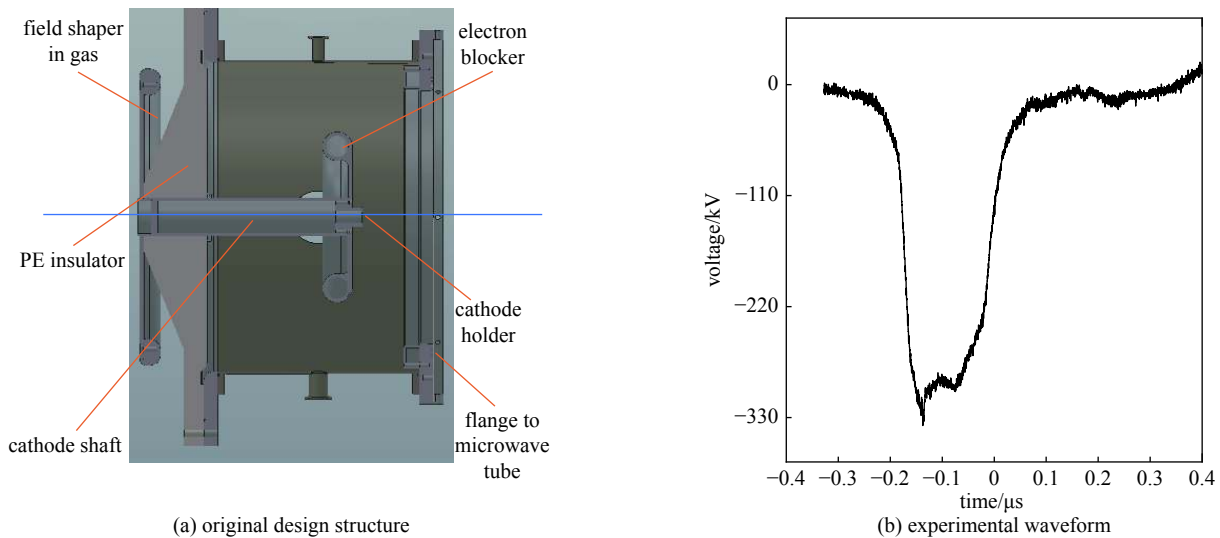 field shaper
in gas
electron
blocker
PE insulator
cathode
holder
cathode shaft
flange to
microwave
tube
(a) original design structure
0
−110
−220
−330
voltage/kV
−0.4 −0.3 −0.2 −0.1 0 0.1 0.2 0.3 0.4
time/μs
(b) experimental waveform